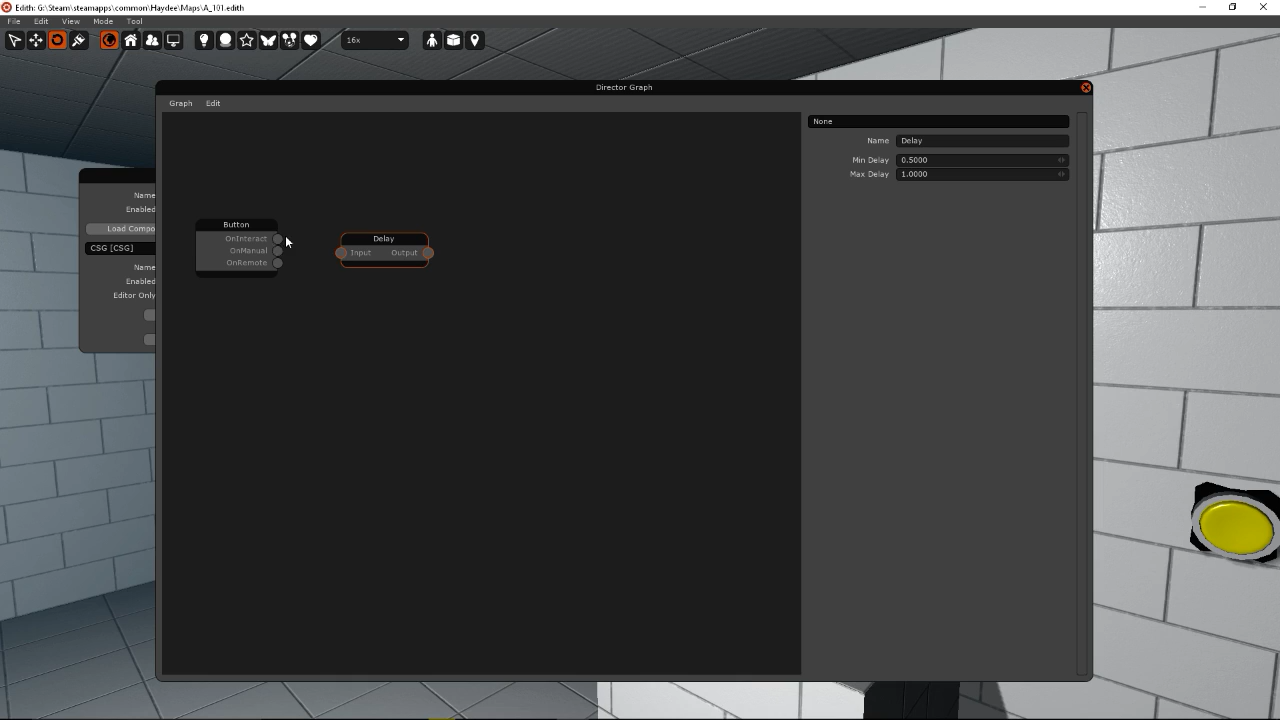 Edith: G:\Steam\steamapps\common\Haydee\Maps\A_101.edith
File Edit View Mode Tool
16x
Director Graph
Graph Edit
None
Name Delay
Min Delay 0.5000
Max Delay 1.0000
Name
Enabled
Load Compo
CSG [CSG]
Name
Enabled
Editor Only
Button
OnInteract
OnManual
OnRemote
Delay
Input Output